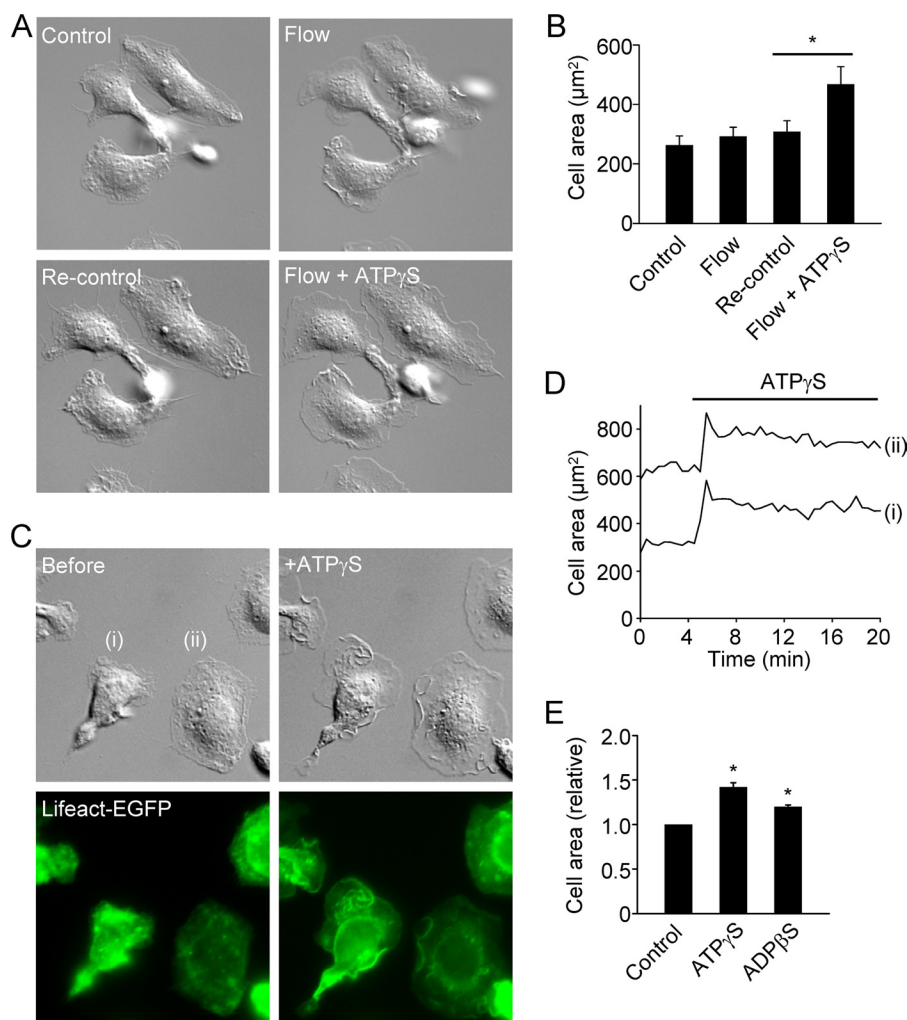 A
Control
Flow
Re-control
Flow + ATPγS
B
Cell area (µm²)
600
400
200
0
*
Control
Flow
Re-control
Flow + ATPγS
C
Before
+ATPγS
(i)
(ii)
Lifeact-EGFP
D
ATPγS
Cell area (µm²)
800
600
400
200
0
(ii)
(i)
0 4 8 12 16 20
Time (min)
E
Cell area (relative)
2.0
1.5
1.0
0.5
0
*
*
Control
ATPγS
ADPβS